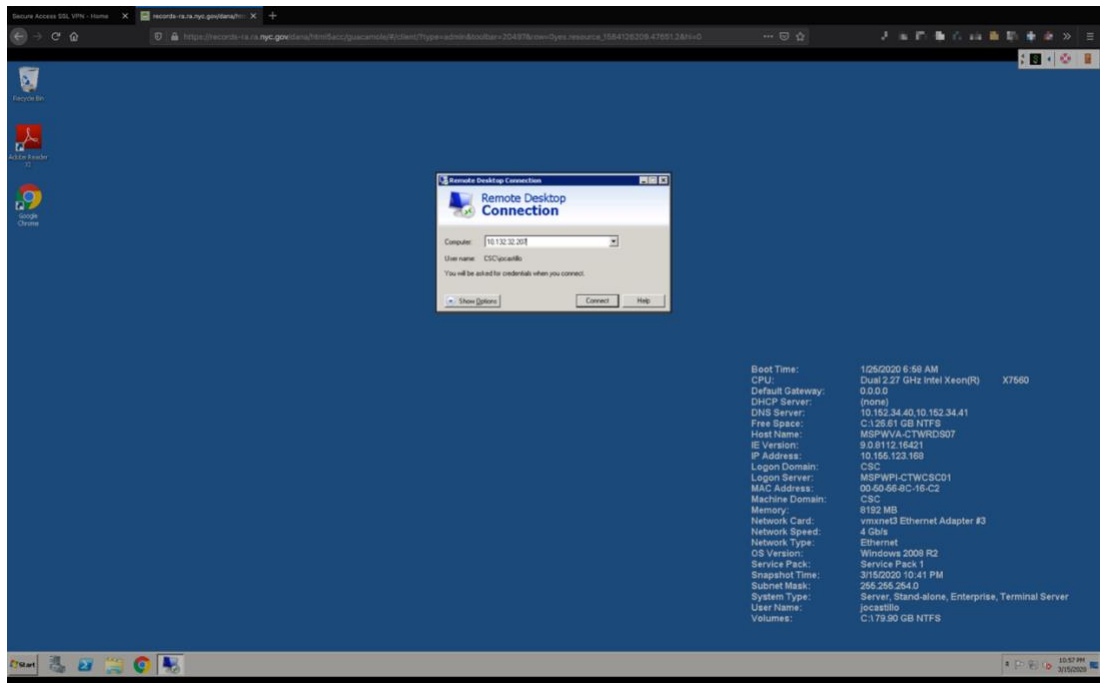 Secure Access SSL VPN - Home
records-ra.ra.nyc.gov/dana/h
Recycle Bin
Adobe Reader
XI
Google
Chrome
Remote Desktop Connection
Remote Desktop
Connection
Computer: 10.132.32.207
User name: CSC\jocastillo
You will be asked for credentials when you connect.
Show Options Connect Help
Boot Time: 1/26/2020 6:58 AM
CPU: Dual 2.27 GHz Intel Xeon(R) X7560
Default Gateway: 0.0.0.0
DHCP Server: (none)
DNS Server: 10.152.34.40,10.152.34.41
Free Space: C:\ 26.61 GB NTFS
Host Name: MSPWVA-CTWRDS07
IE Version: 9.0.8112.16421
IP Address: 10.155.123.168
Logon Domain: CSC
Logon Server: MSPWPI-CTWCSC01
MAC Address: 00-50-56-8C-16-C2
Machine Domain: CSC
Memory: 8192 MB
Network Card: vmxnet3 Ethernet Adapter #3
Network Speed: 4 Gb/s
Network Type: Ethernet
OS Version: Windows 2008 R2
Service Pack: Service Pack 1
Snapshot Time: 3/15/2020 10:41 PM
Subnet Mask: 255.255.254.0
System Type: Server, Stand-alone, Enterprise, Terminal Server
User Name: jocastillo
Volumes: C:\ 79.90 GB NTFS
Start
10:57 PM
3/15/2020